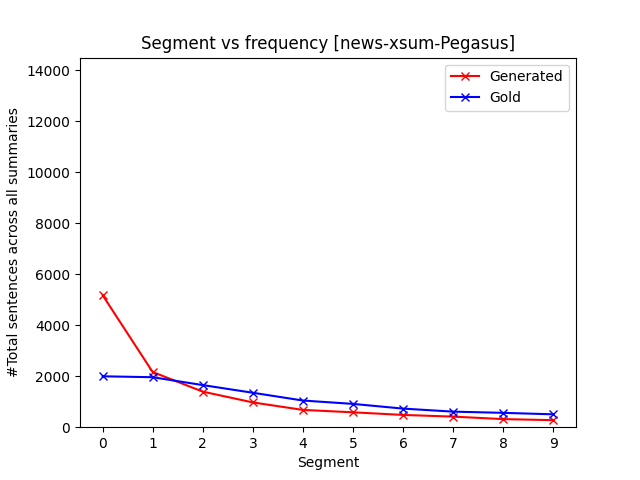 Segment vs frequency [news-xsum-Pegasus]
Generated
Gold
#Total sentences across all summaries
14000
12000
10000
8000
6000
4000
2000
0
0 1 2 3 4 5 6 7 8 9
Segment